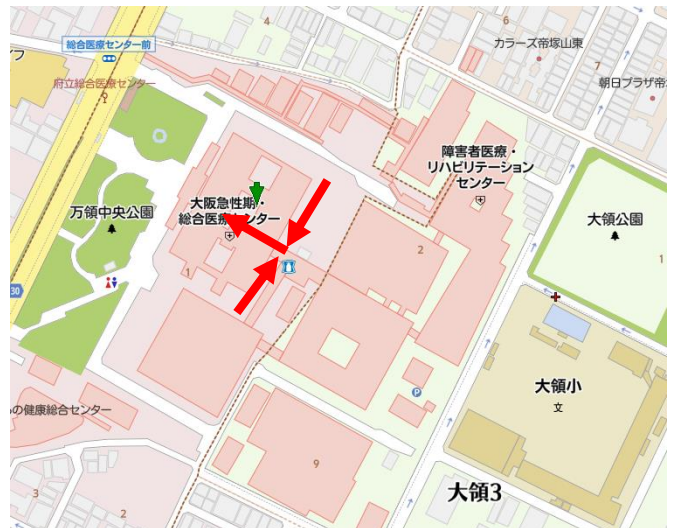 4
6
カラーズ帝塚山東
総合医療センター前
7
府立総合医療センター
朝日プラザ帝
障害者医療・
リハビリテーション
センター
大阪急性期・
総合医療センター
万領中央公園
大領公園
2
1
1
30
P
大領小
文
の健康総合センター
9
大領3
3
2